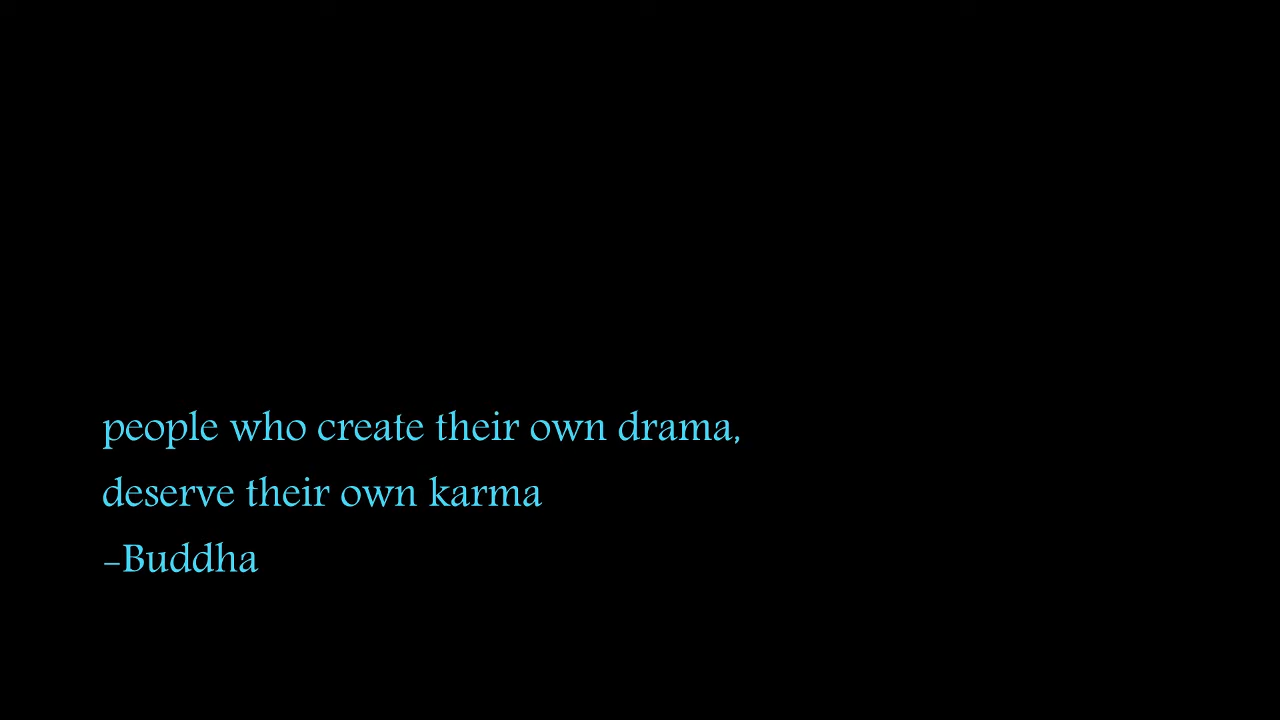 people who create their own drama,
deserve their own karma
-Buddha